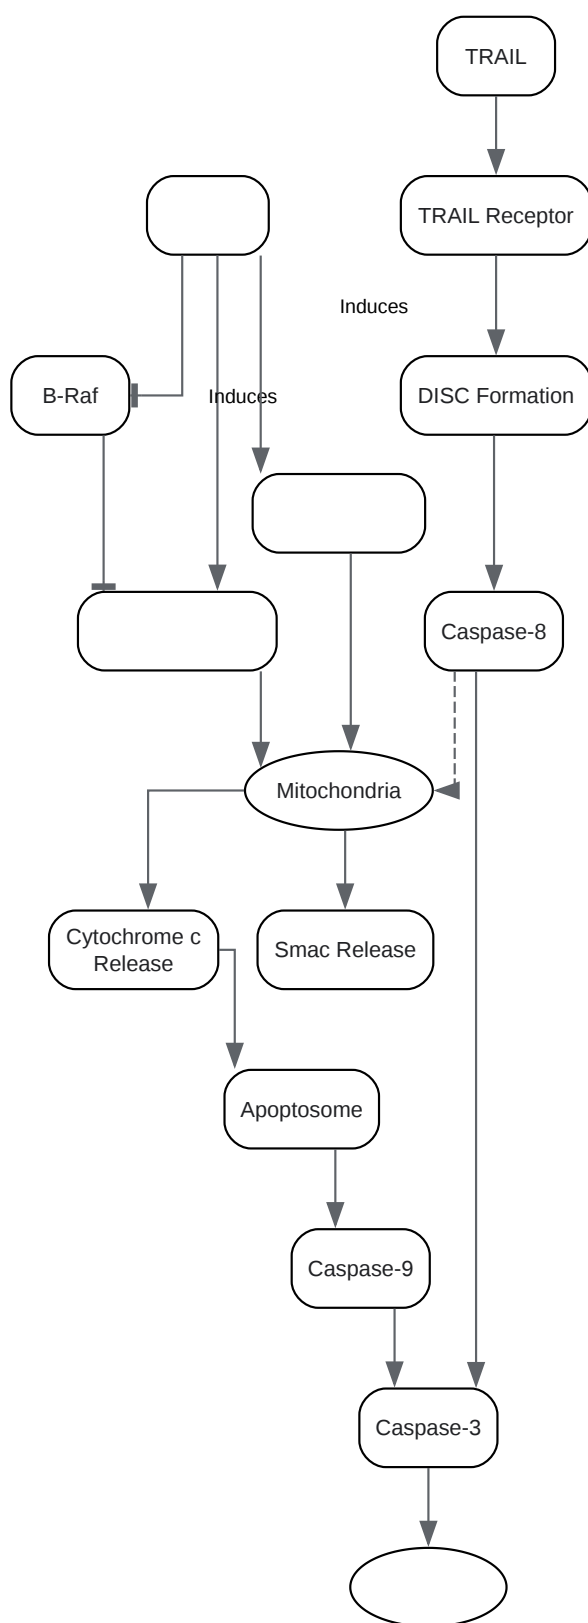 TRAIL
TRAIL Receptor
Induces
B-Raf
Induces
DISC Formation
Caspase-8
Mitochondria
Cytochrome c
Release
Smac Release
Apoptosome
Caspase-9
Caspase-3